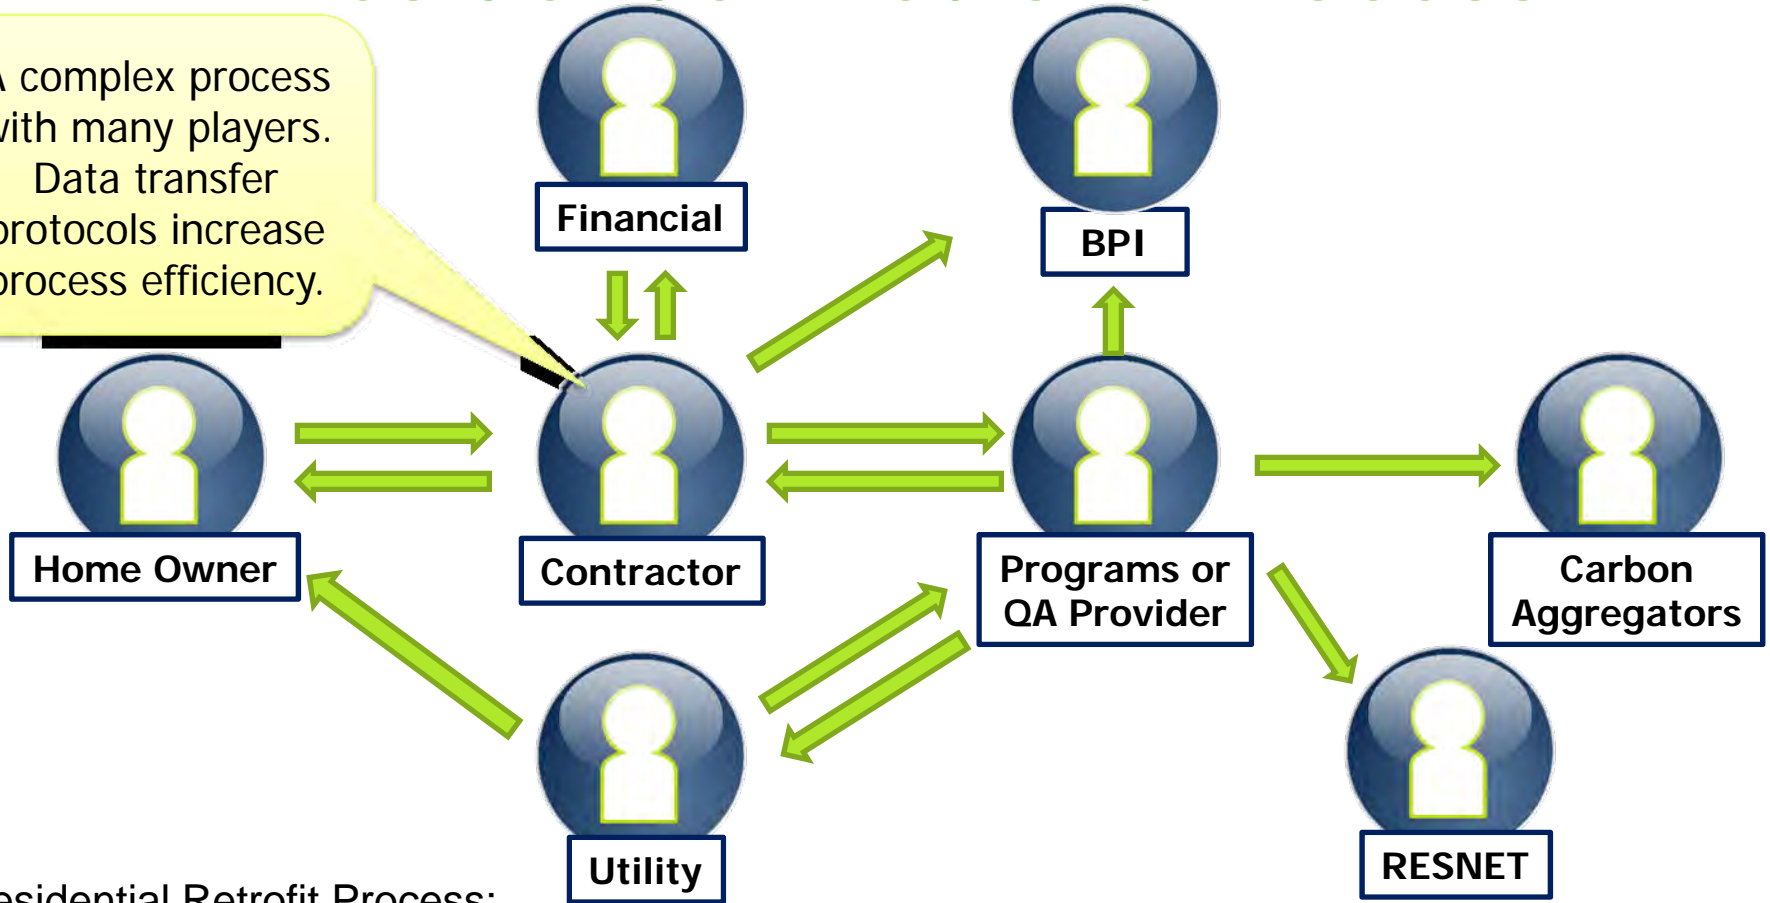 A complex process
with many players.
Data transfer
protocols increase
process efficiency.
Financial
BPI
Home Owner
Contractor
Programs or
QA Provider
Carbon
Aggregators
Utility
RESNET
Residential Retrofit Process: